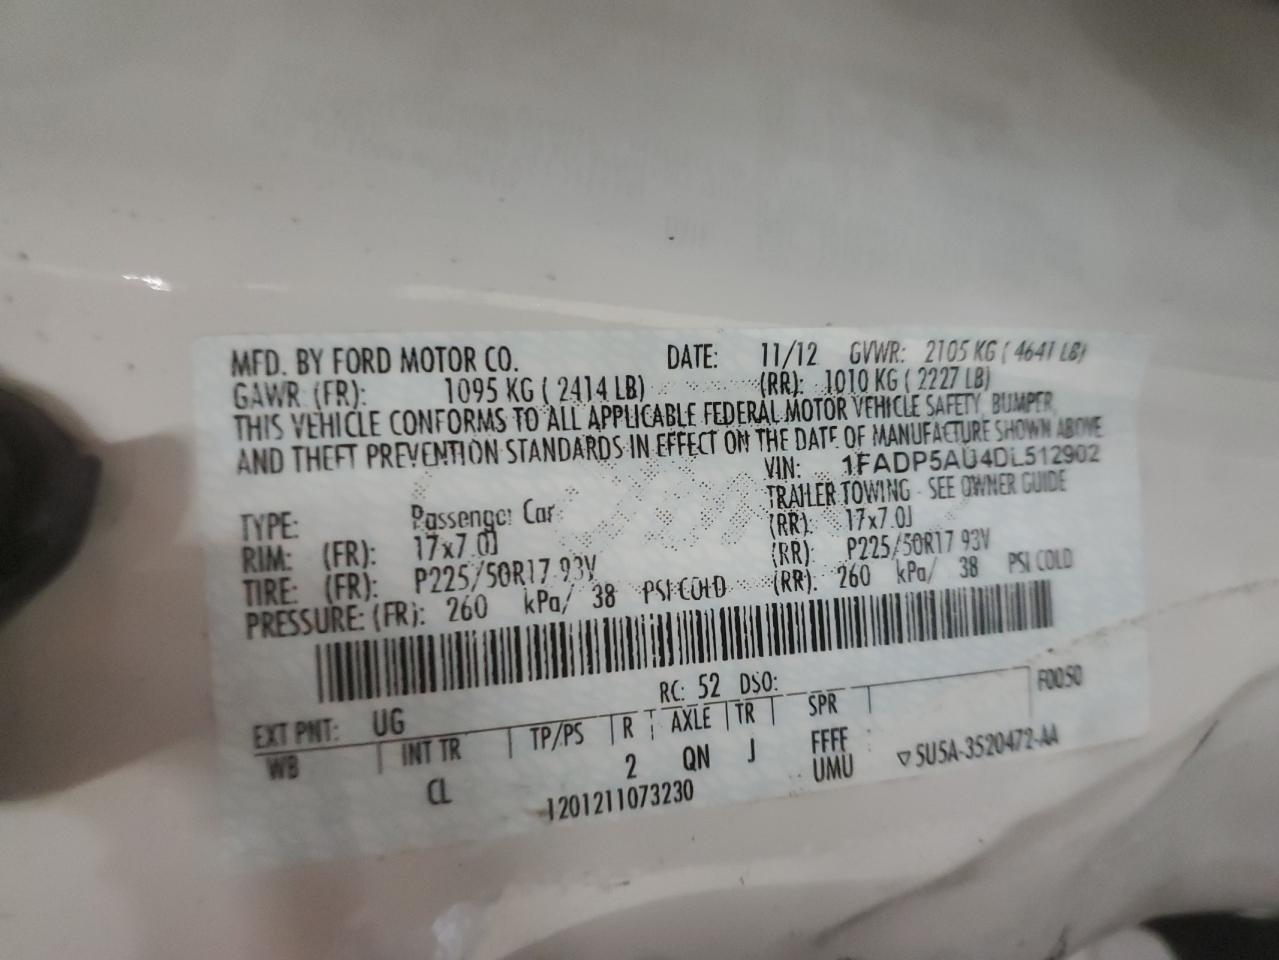 MFD. BY FORD MOTOR CO. DATE: 11/12 GVWR: 2105 KG ( 4641 LB)
GAWR (FR): 1095 KG ( 2414 LB) (RR): 1010 KG ( 2227 LB)
THIS VEHICLE CONFORMS TO ALL APPLICABLE FEDERAL MOTOR VEHICLE SAFETY, BUMPER,
AND THEFT PREVENTION STANDARDS IN EFFECT ON THE DATE OF MANUFACTURE SHOWN ABOVE
VIN: 1FADP5AU4DL512902
TYPE: Passenger Car TRAILER TOWING - SEE OWNER GUIDE
RIM: (FR): 17x7.0J (RR): 17x7.0J
TIRE: (FR): P225/50R17 93V (RR): P225/50R17 93V
PRESSURE: (FR): 260 kPa/ 38 PSI COLD (RR): 260 kPa/ 38 PSI COLD
EXT PNT: UG RC: 52 DSO: F0050
WB INT TR TP/PS R AXLE TR SPR
CL 2 QN J FFFF
1201211073230 UMU ▽ 5U5A-3520472-AA